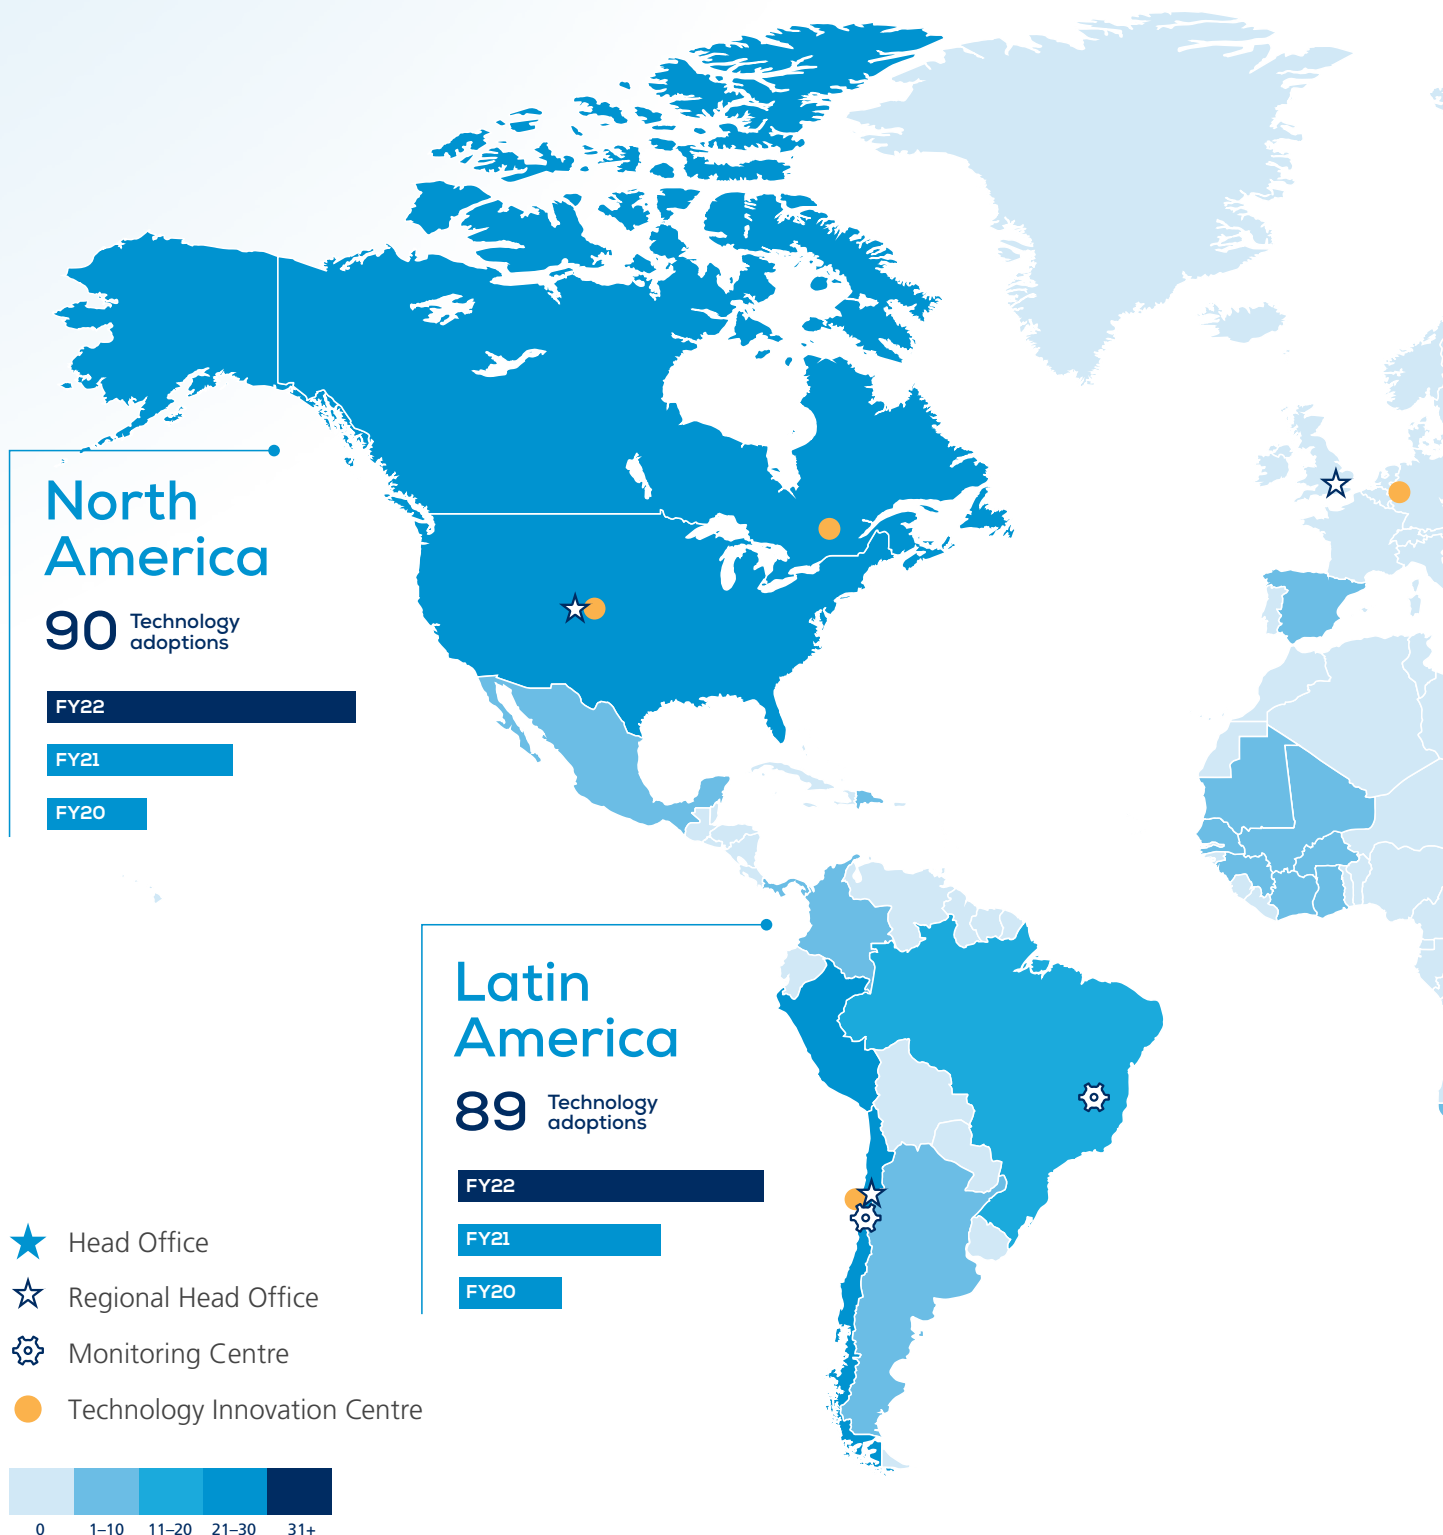 North
America
90 Technology
adoptions
FY22
FY21
FY20
Latin
America
89 Technology
adoptions
FY22
FY21
FY20
Head Office
Regional Head Office
Monitoring Centre
Technology Innovation Centre
0 1–10 11–20 21–30 31+